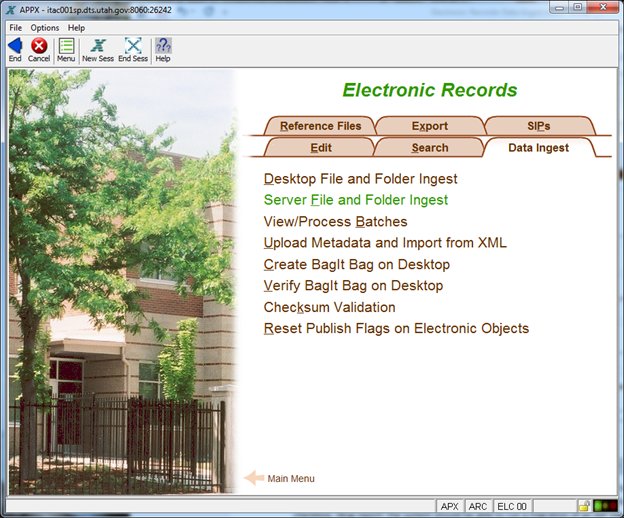 APPX - itac001sp.dts.utah.gov:8060:26242
File Options Help
End Cancel Menu New Sess End Sess Help
Electronic Records
Reference Files Export SIPs
Edit Search Data Ingest
Desktop File and Folder Ingest
Server File and Folder Ingest
View/Process Batches
Upload Metadata and Import from XML
Create BagIt Bag on Desktop
Verify BagIt Bag on Desktop
Checksum Validation
Reset Publish Flags on Electronic Objects
Main Menu
APX ARC ELC 00